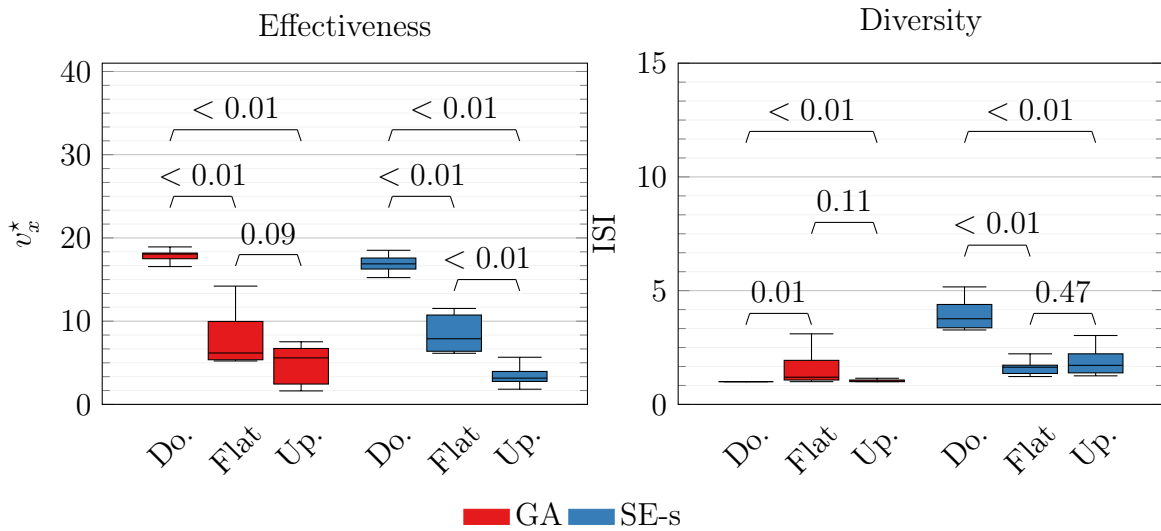 Effectiveness
40
30
20
10
0
v*x
< 0.01
< 0.01
< 0.01
< 0.01
0.09
< 0.01
Do.
Flat
Up.
Do.
Flat
Up.
Diversity
15
10
5
0
ISI
< 0.01
< 0.01
0.11
< 0.01
0.01
0.47
Do.
Flat
Up.
Do.
Flat
Up.
GA
SE-s